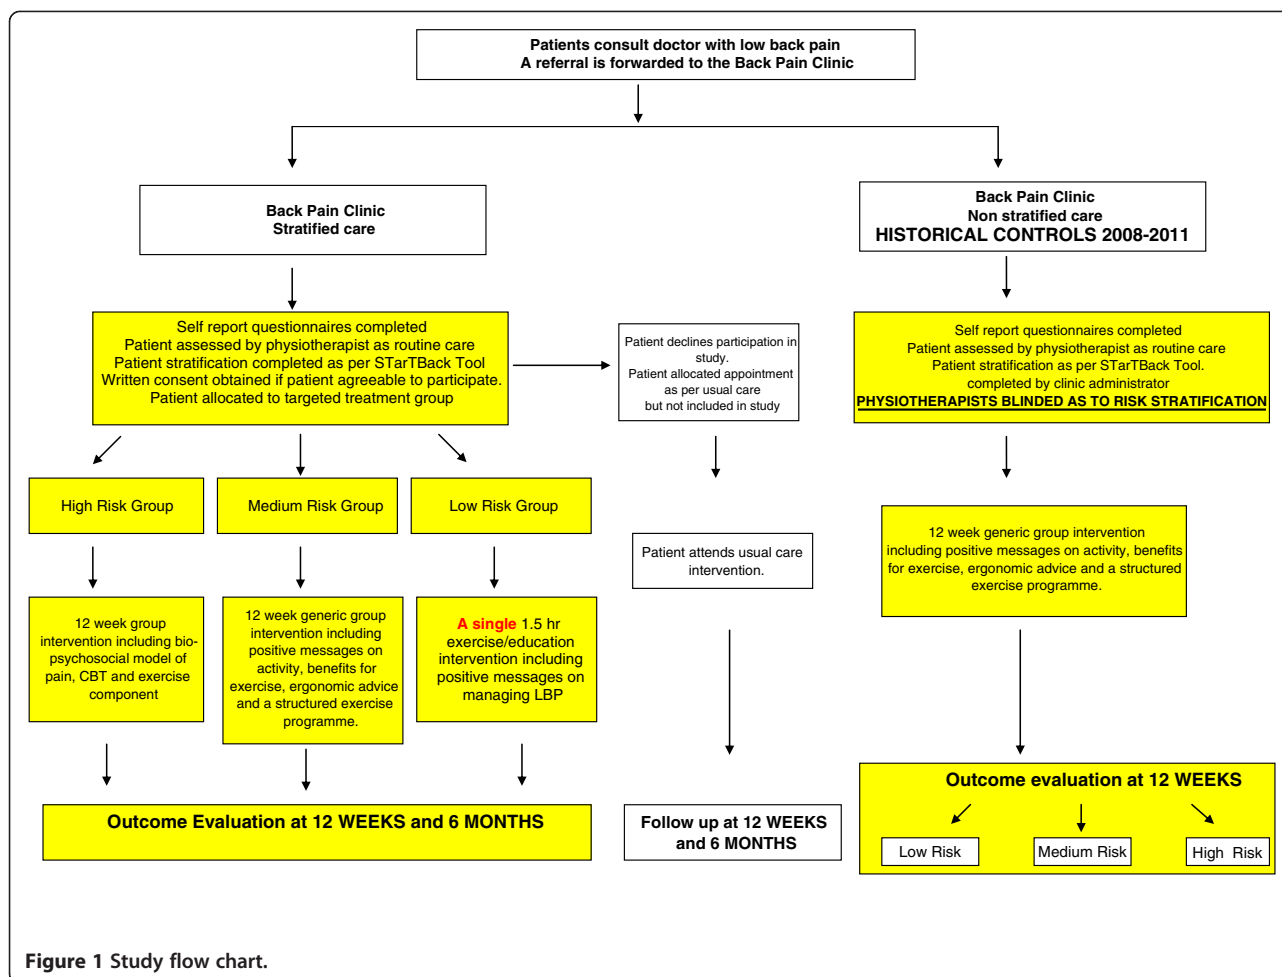 Patients consult doctor with low back pain
A referral is forwarded to the Back Pain Clinic
Back Pain Clinic
Stratified care
Back Pain Clinic
Non stratified care
HISTORICAL CONTROLS 2008-2011
Self report questionnaires completed
Patient assessed by physiotherapist as routine care
Patient stratification completed as per STarTBack Tool
Written consent obtained if patient agreeable to participate.
Patient allocated to targeted treatment group
Patient declines participation in
study.
Patient allocated appointment
as per usual care
but not included in study
Self report questionnaires completed
Patient assessed by physiotherapist as routine care
Patient stratification as per STarTBack Tool.
completed by clinic administrator
PHYSIOTHERAPISTS BLINDED AS TO RISK STRATIFICATION
High Risk Group
Medium Risk Group
Low Risk Group
Patient attends usual care
intervention.
12 week generic group intervention
including positive messages on activity, benefits
for exercise, ergonomic advice and a structured
exercise programme.
12 week group
intervention including bio-
psychosocial model of
pain, CBT and exercise
component
12 week generic group
intervention including
positive messages on
activity, benefits for
exercise, ergonomic advice
and a structured exercise
programme.
A single 1.5 hr
exercise/education
intervention including
positive messages on
managing LBP
Outcome Evaluation at 12 WEEKS and 6 MONTHS
Follow up at 12 WEEKS
and 6 MONTHS
Outcome evaluation at 12 WEEKS
Low Risk
Medium Risk
High Risk
Figure 1 Study flow chart.